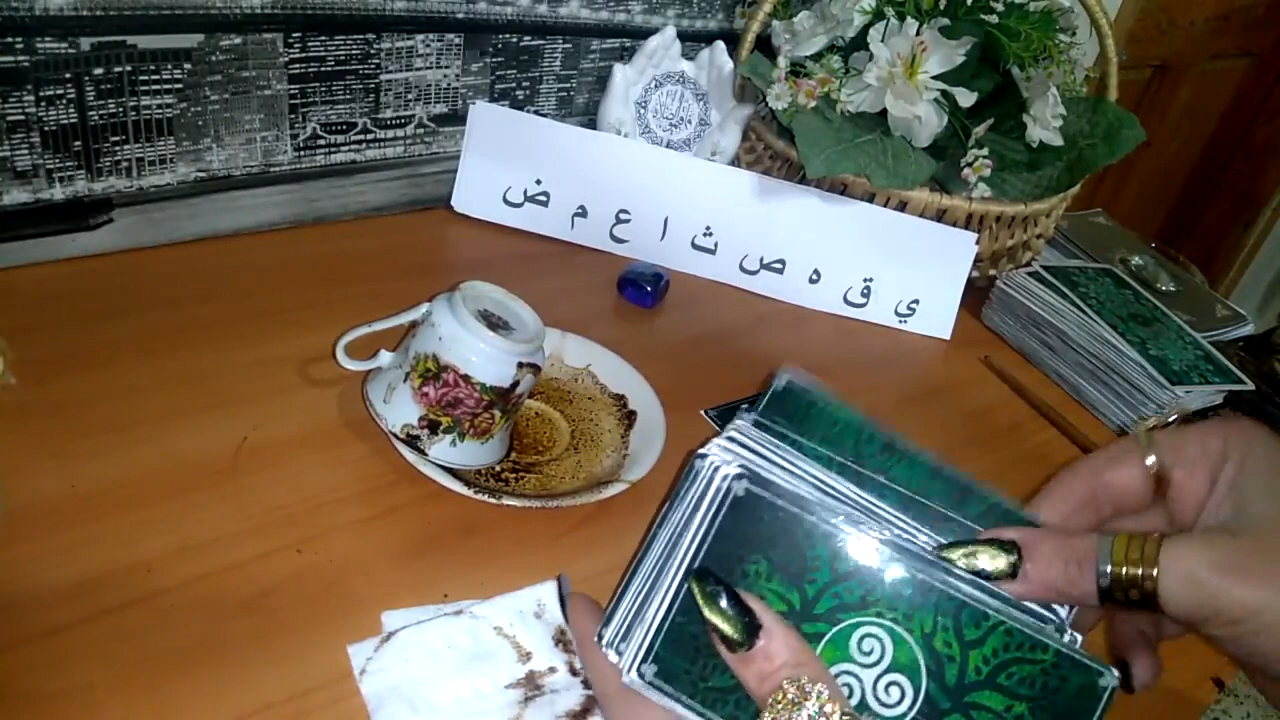 ي ق ه ص ث ا ع م ض